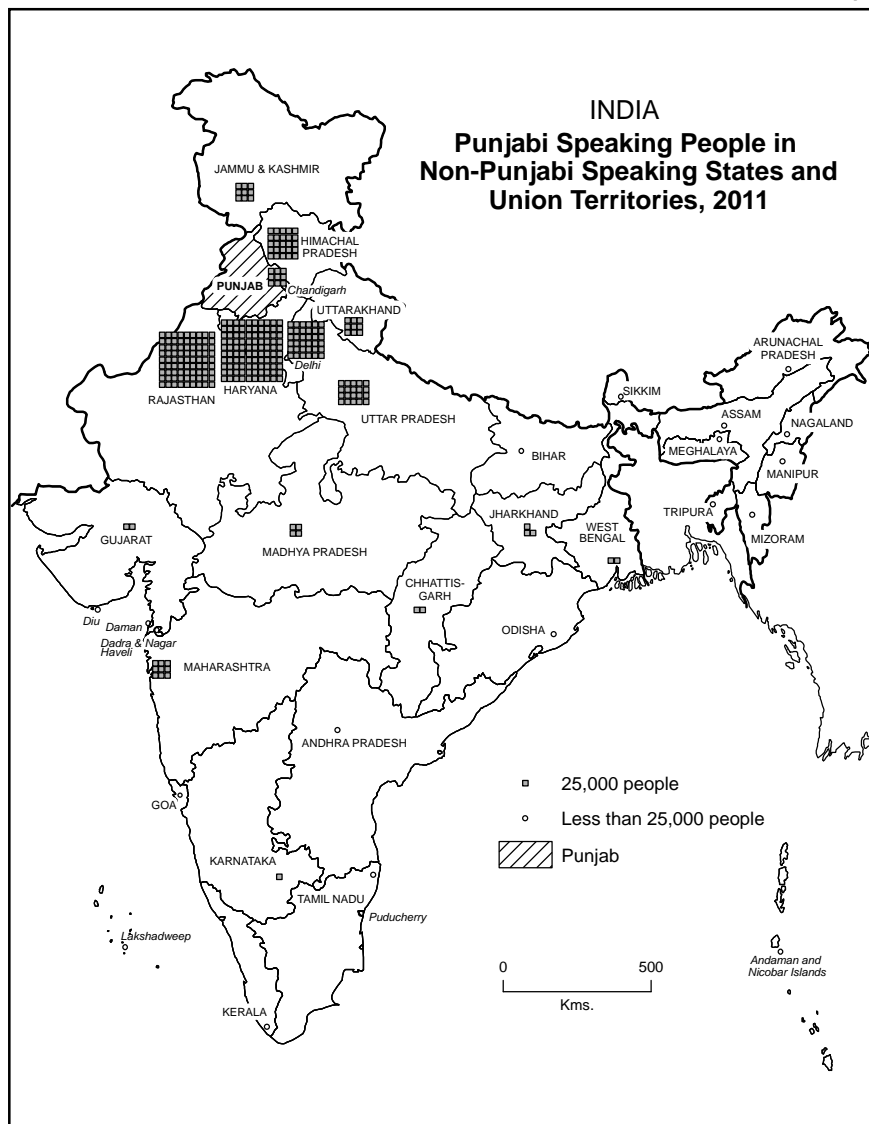 INDIA
Punjabi Speaking People in
Non-Punjabi Speaking States and
Union Territories, 2011
JAMMU & KASHMIR
HIMACHAL
PRADESH
PUNJAB
Chandigarh
UTTARAKHAND
Delhi
HARYANA
RAJASTHAN
UTTAR PRADESH
ARUNACHAL
PRADESH
SIKKIM
ASSAM
NAGALAND
MEGHALAYA
BIHAR
MANIPUR
TRIPURA
MIZORAM
JHARKHAND
WEST
BENGAL
GUJARAT
MADHYA PRADESH
CHHATTIS-
GARH
Diu
Daman
Dadra & Nagar
Haveli
ODISHA
MAHARASHTRA
ANDHRA PRADESH
GOA
25,000 people
Less than 25,000 people
Punjab
KARNATAKA
TAMIL NADU
Puducherry
Lakshadweep
KERALA
Andaman and
Nicobar Islands
0 500
Kms.